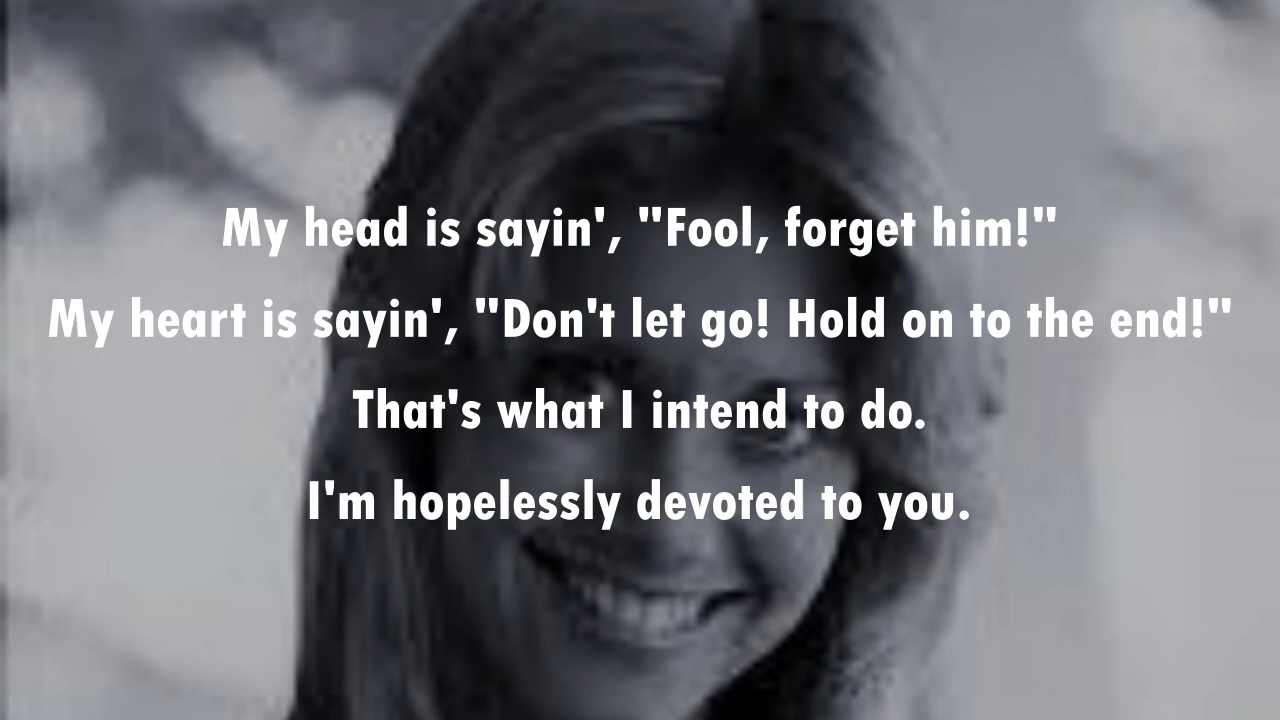 My head is sayin', "Fool, forget him!"
My heart is sayin', "Don't let go! Hold on to the end!"
That's what I intend to do.
I'm hopelessly devoted to you.